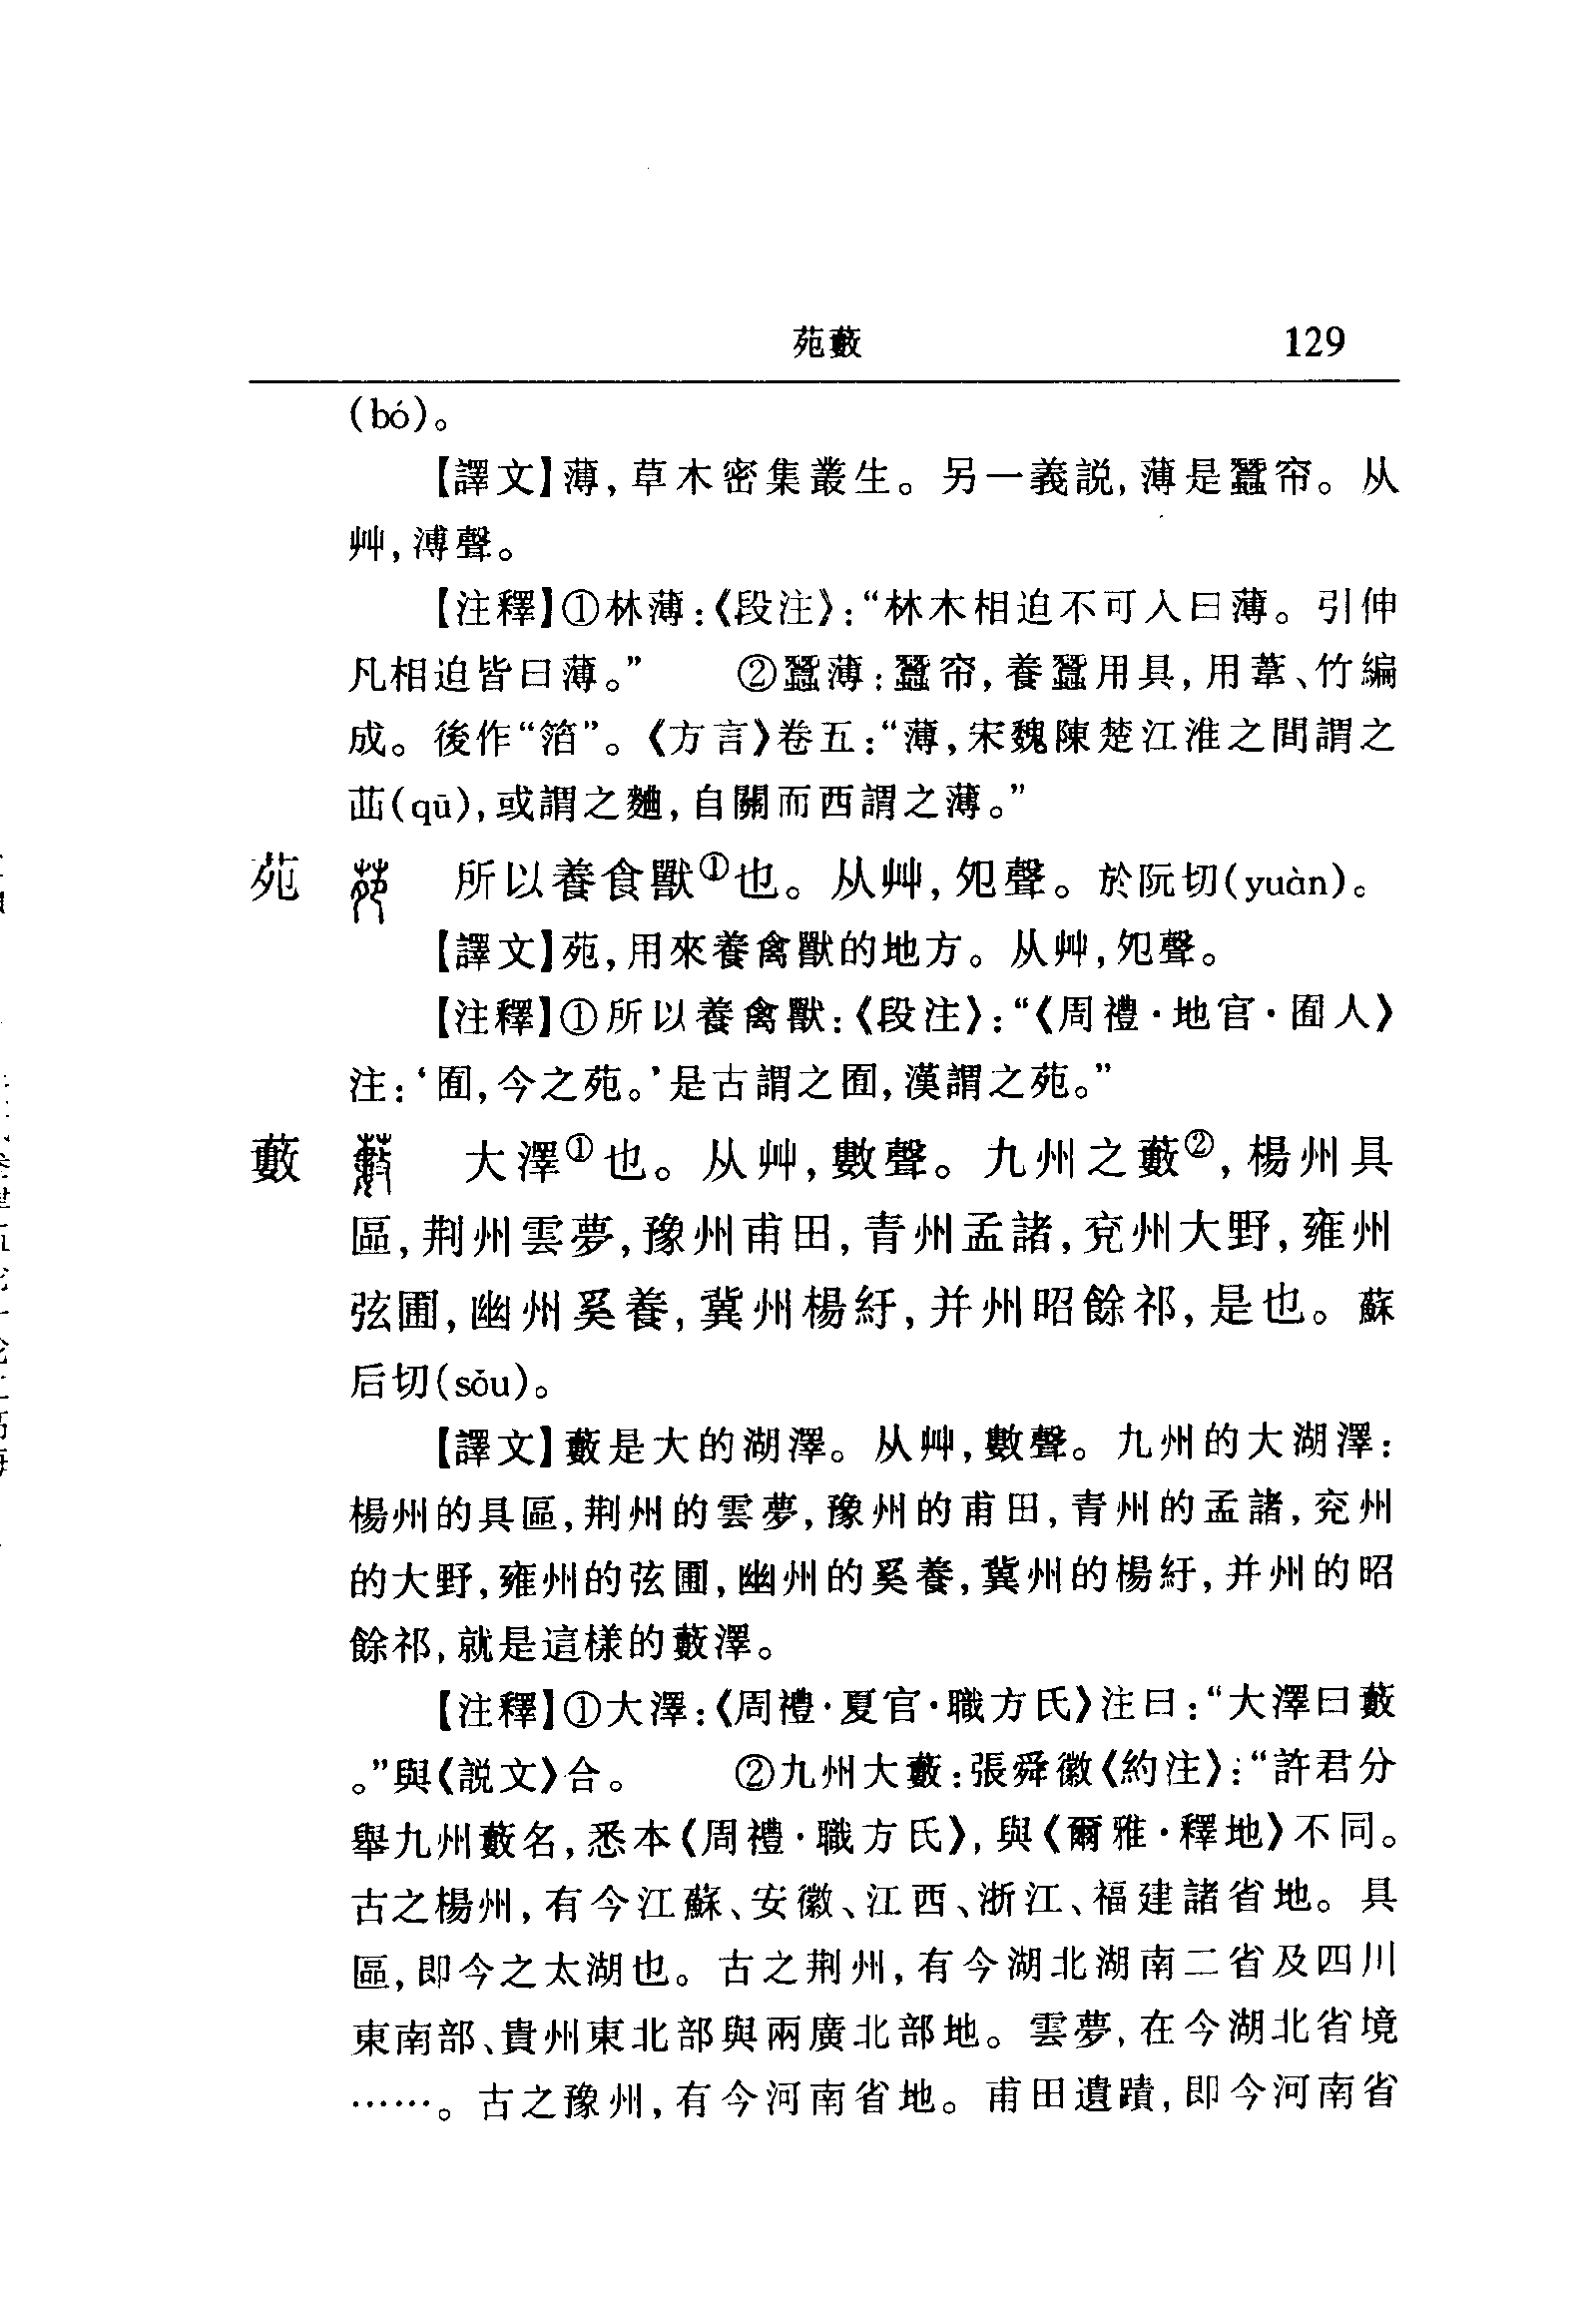 苑藪 129
(bó)。
【譯文】薄,草木密集叢生。另一義説,薄是蠶帘。从
艸,溥聲。
【注釋】①林薄:《段注》:“林木相迫不可入曰薄。引伸
凡相迫皆曰薄。” ②蠶薄:蠶帘,養蠶用具,用葦、竹編
成。後作“箔”。《方言》卷五:“薄,宋魏陳楚江淮之間謂之
苖(qū),或謂之麯,自關而西謂之薄。”
苑 所以養食獸①也。从艸,夗聲。於阮切(yuàn)。
【譯文】苑,用來養禽獸的地方。从艸,夗聲。
【注釋】①所以養禽獸:《段注》:“《周禮·地官·囿人》
注:‘囿,今之苑。’是古謂之囿,漢謂之苑。”
藪 大澤①也。从艸,數聲。九州之藪②,楊州具
區,荆州雲夢,豫州甫田,青州孟諸,兗州大野,雍州
弦圃,幽州奚養,冀州楊紆,并州昭餘祁,是也。蘇
后切(sǒu)。
【譯文】藪是大的湖澤。从艸,數聲。九州的大湖澤:
楊州的具區,荆州的雲夢,豫州的甫田,青州的孟諸,兗州
的大野,雍州的弦圃,幽州的奚養,冀州的楊紆,并州的昭
餘祁,就是這樣的藪澤。
【注釋】①大澤:《周禮·夏官·職方氏》注曰:“大澤曰藪
。”與《説文》合。 ②九州大藪:張舜徽《約注》:“許君分
舉九州藪名,悉本《周禮·職方氏》,與《爾雅·釋地》不同。
古之楊州,有今江蘇、安徽、江西、浙江、福建諸省地。具
區,即今之太湖也。古之荆州,有今湖北湖南二省及四川
東南部、貴州東北部與兩廣北部地。雲夢,在今湖北省境
……。古之豫州,有今河南省地。甫田遺蹟,即今河南省